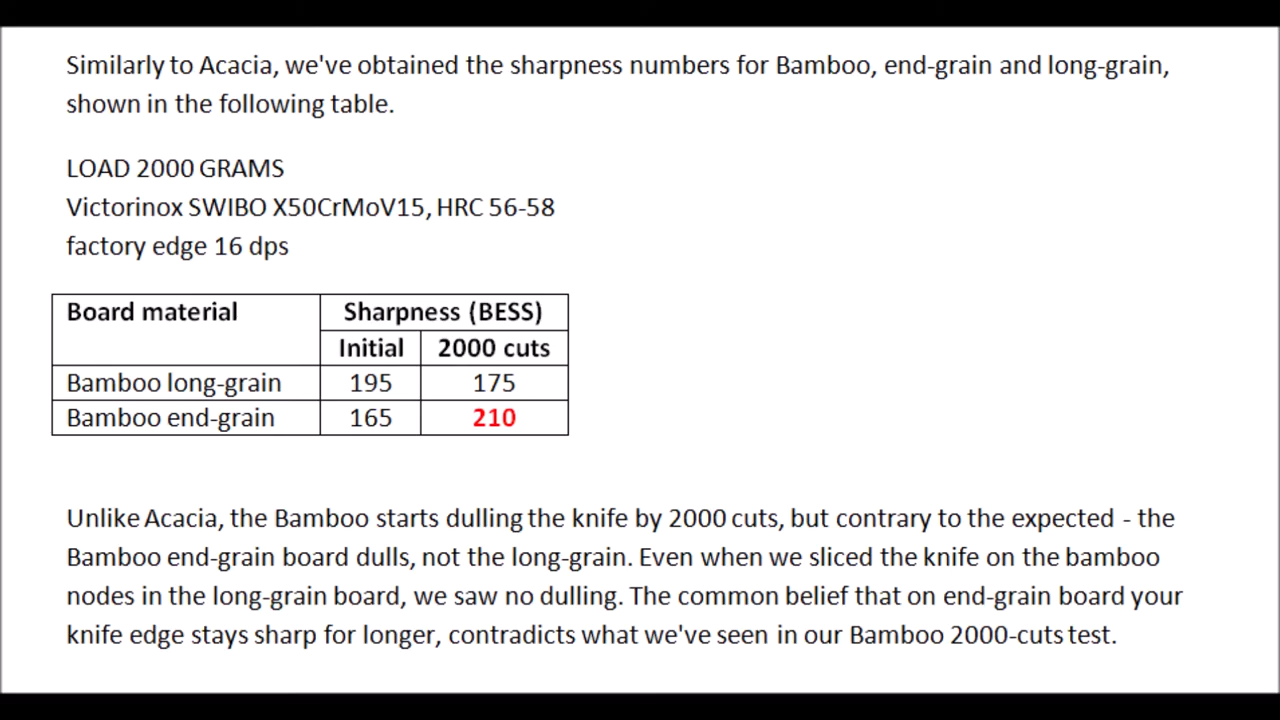 Similarly to Acacia, we've obtained the sharpness numbers for Bamboo, end-grain and long-grain,
shown in the following table.
LOAD 2000 GRAMS
Victorinox SWIBO X50CrMoV15, HRC 56-58
factory edge 16 dps
Board material Sharpness (BESS)
Initial 2000 cuts
Bamboo long-grain 195 175
Bamboo end-grain 165 210
Unlike Acacia, the Bamboo starts dulling the knife by 2000 cuts, but contrary to the expected - the
Bamboo end-grain board dulls, not the long-grain. Even when we sliced the knife on the bamboo
nodes in the long-grain board, we saw no dulling. The common belief that on end-grain board your
knife edge stays sharp for longer, contradicts what we've seen in our Bamboo 2000-cuts test.